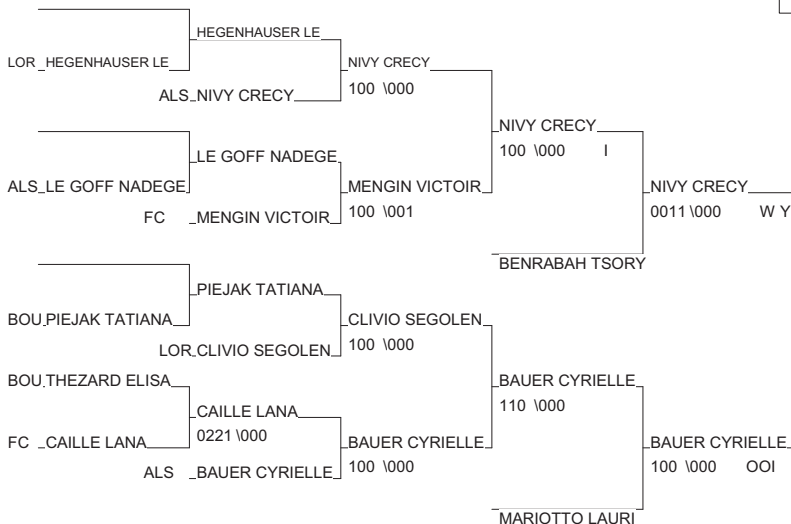 HEGENHAUSER LE
LOR HEGENHAUSER LE
NIVY CRECY
100 \000
ALS NIVY CRECY
NIVY CRECY
100 \000 I
LE GOFF NADEGE
ALS LE GOFF NADEGE
MENGIN VICTOIR
100 \001
FC MENGIN VICTOIR
NIVY CRECY
0011 \000 W Y
BENRABAH TSORY
PIEJAK TATIANA
BOU PIEJAK TATIANA
CLIVIO SEGOLEN
100 \000
LOR CLIVIO SEGOLEN
BOU THEZARD ELISA
BAUER CYRIELLE
110 \000
CAILLE LANA
0221 \000
FC CAILLE LANA
BAUER CYRIELLE
100 \000
ALS BAUER CYRIELLE
BAUER CYRIELLE
100 \000 OOI
MARIOTTO LAURI